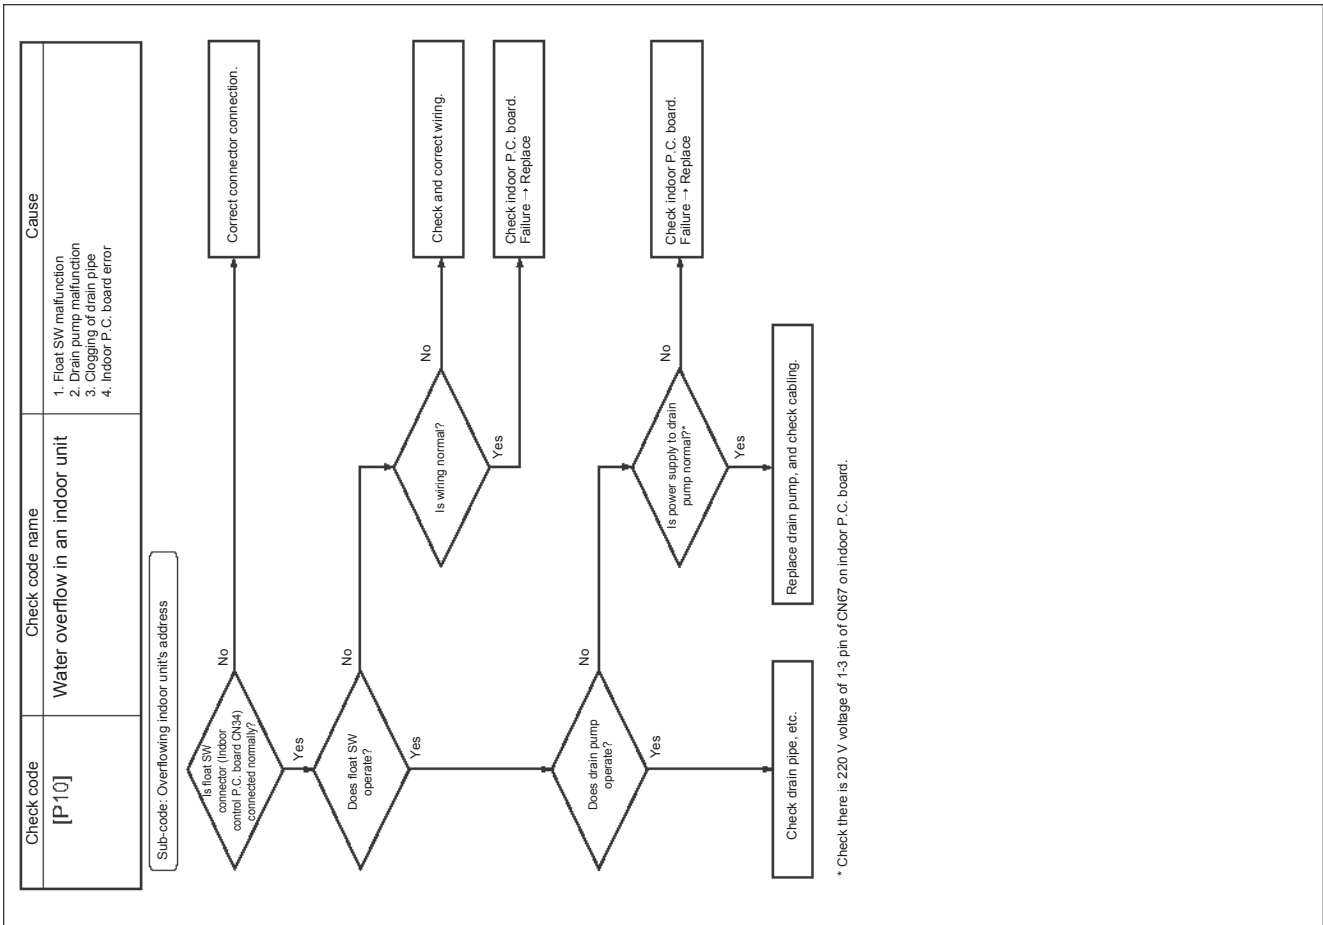 Check code
Check code name
Cause
[P10]
Water overflow in an indoor unit
1. Float SW malfunction
2. Drain pump malfunction
3. Clogging of drain pipe
4. Indoor P.C. board error
Sub-code: Overflowing indoor unit's address
Is float SW
connector (Indoor
control P.C. board CN34)
connected normally?
No
Correct connector connection.
Yes
Does float SW
operate?
No
Is wiring normal?
No
Check and correct wiring.
Yes
Check indoor P.C. board.
Failure → Replace
Yes
Does drain pump
operate?
No
Is power supply to drain
pump normal?*
No
Check indoor P.C. board.
Failure → Replace
Yes
Replace drain pump, and check cabling.
Yes
Check drain pipe, etc.
* Check there is 220 V voltage of 1-3 pin of CN67 on indoor P.C. board.